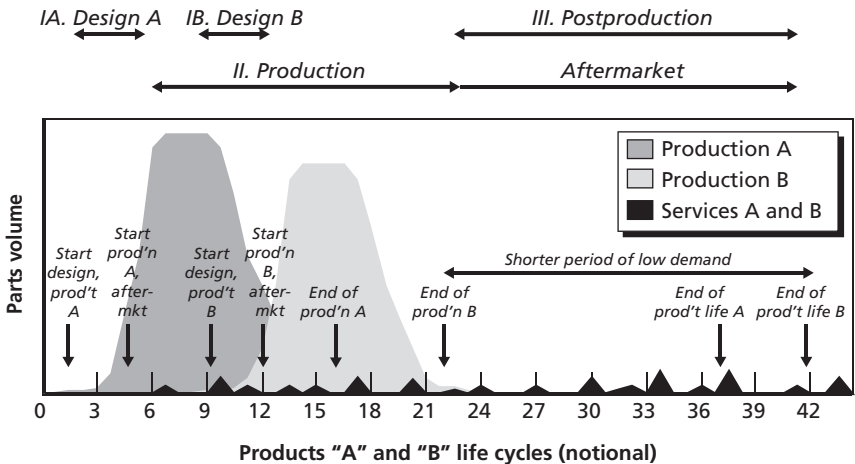 IA. Design A
IB. Design B
III. Postproduction
II. Production
Aftermarket
Production A
Production B
Services A and B
Parts volume
Start
design,
prod't
A
Start
prod'n
A,
after-
mkt
Start
design,
prod't
B
Start
prod'n
B,
after-
mkt
End of
prod'n A
Shorter period of low demand
End of
prod'n B
End of
prod't life A
End of
prod't life B
0 3 6 9 12 15 18 21 24 27 30 33 36 39 42
Products “A” and “B” life cycles (notional)